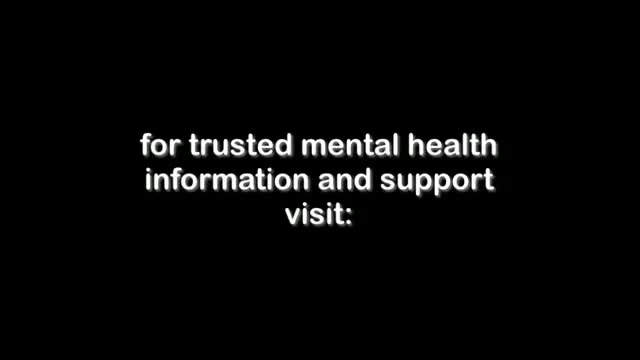 for trusted mental health
information and support
visit: